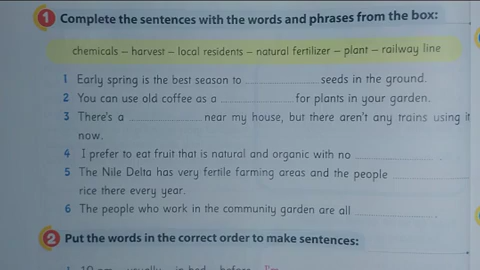 1 Complete the sentences with the words and phrases from the box:
chemicals – harvest – local residents – natural fertilizer – plant – railway line
1 Early spring is the best season to ............ seeds in the ground.
2 You can use old coffee as a ............ for plants in your garden.
3 There's a ............ near my house, but there aren't any trains using it
now.
4 I prefer to eat fruit that is natural and organic with no ............
5 The Nile Delta has very fertile farming areas and the people ............
rice there every year.
6 The people who work in the community garden are all ............
2 Put the words in the correct order to make sentences: